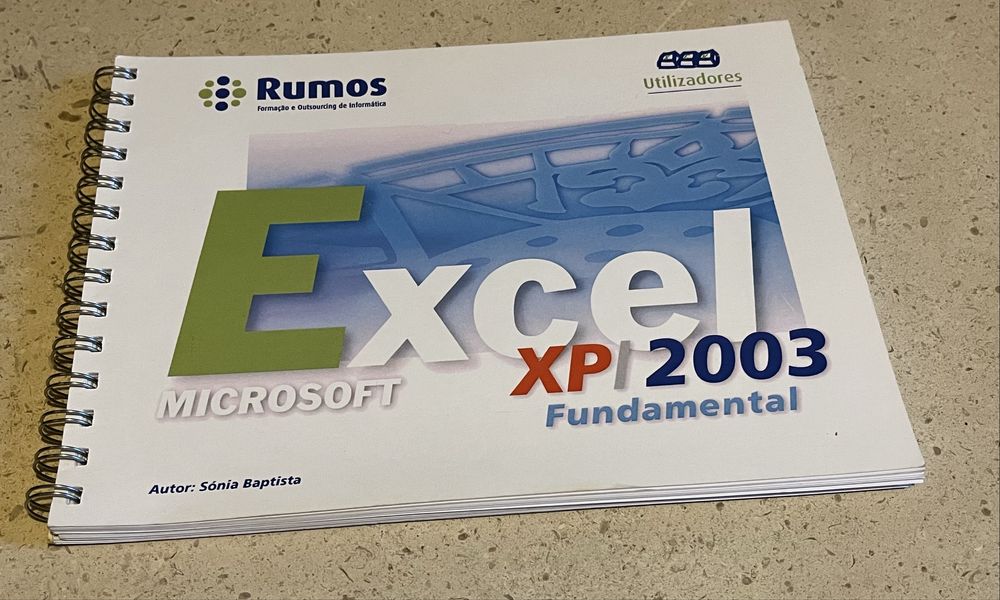 Rumos
Formação e Outsourcing de Informática
Utilizadores
Excel
MICROSOFT
XP/2003
Fundamental
Autor: Sónia Baptista